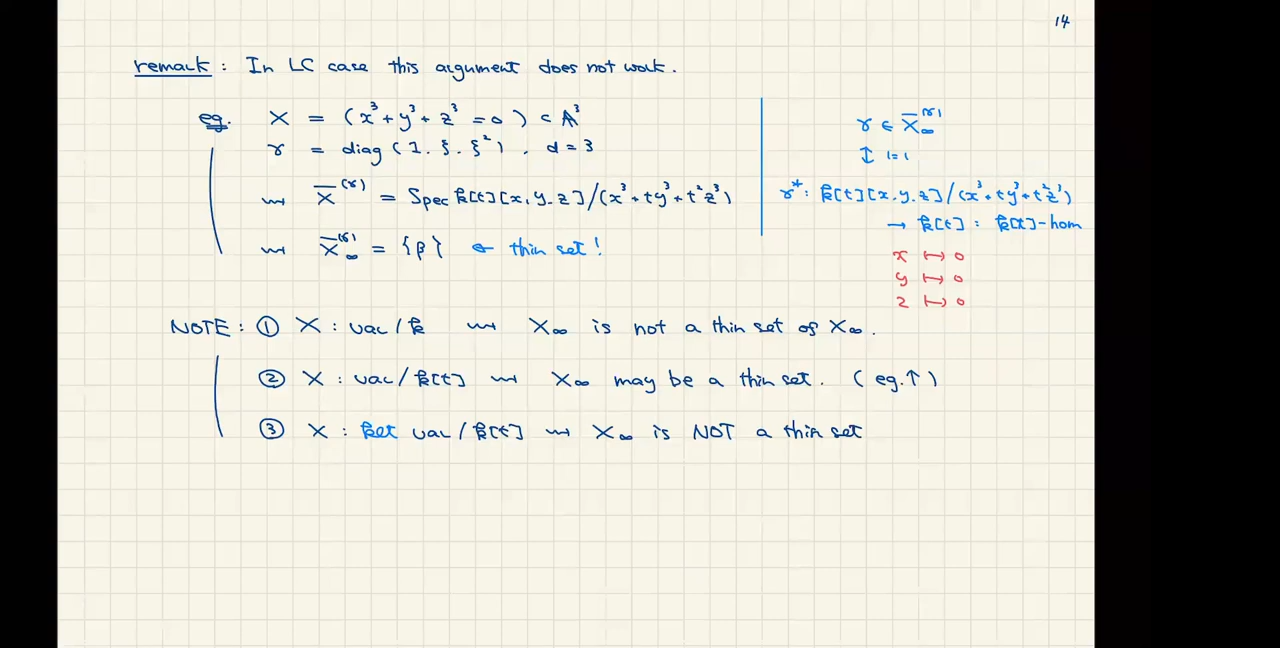 14
remark : In LC case this argument does not work.
eg. X = (x³+y³+z³=0) ⊂ A³
γ = diag(1, ξ, ξ²), d=3
⇝ X̅^(γ) = Spec k[t][x,y,z]/(x³+ty³+t²z³)
⇝ X̅_∞^(γ) = {β} ← thin set!
γ ∈ X̅_∞^(γ)
↕ 1=1
γ*: k[t][x,y,z]/(x³+ty³+t²z³)
→ k[t] : k[t]-hom
x ↦ 0
y ↦ 0
z ↦ 0
NOTE: ① X : var/k ⇝ X∞ is not a thin set of X∞.
② X : var/k[t] ⇝ X∞ may be a thin set. (eg.↑)
③ X : klt var/k[t] ⇝ X∞ is NOT a thin set